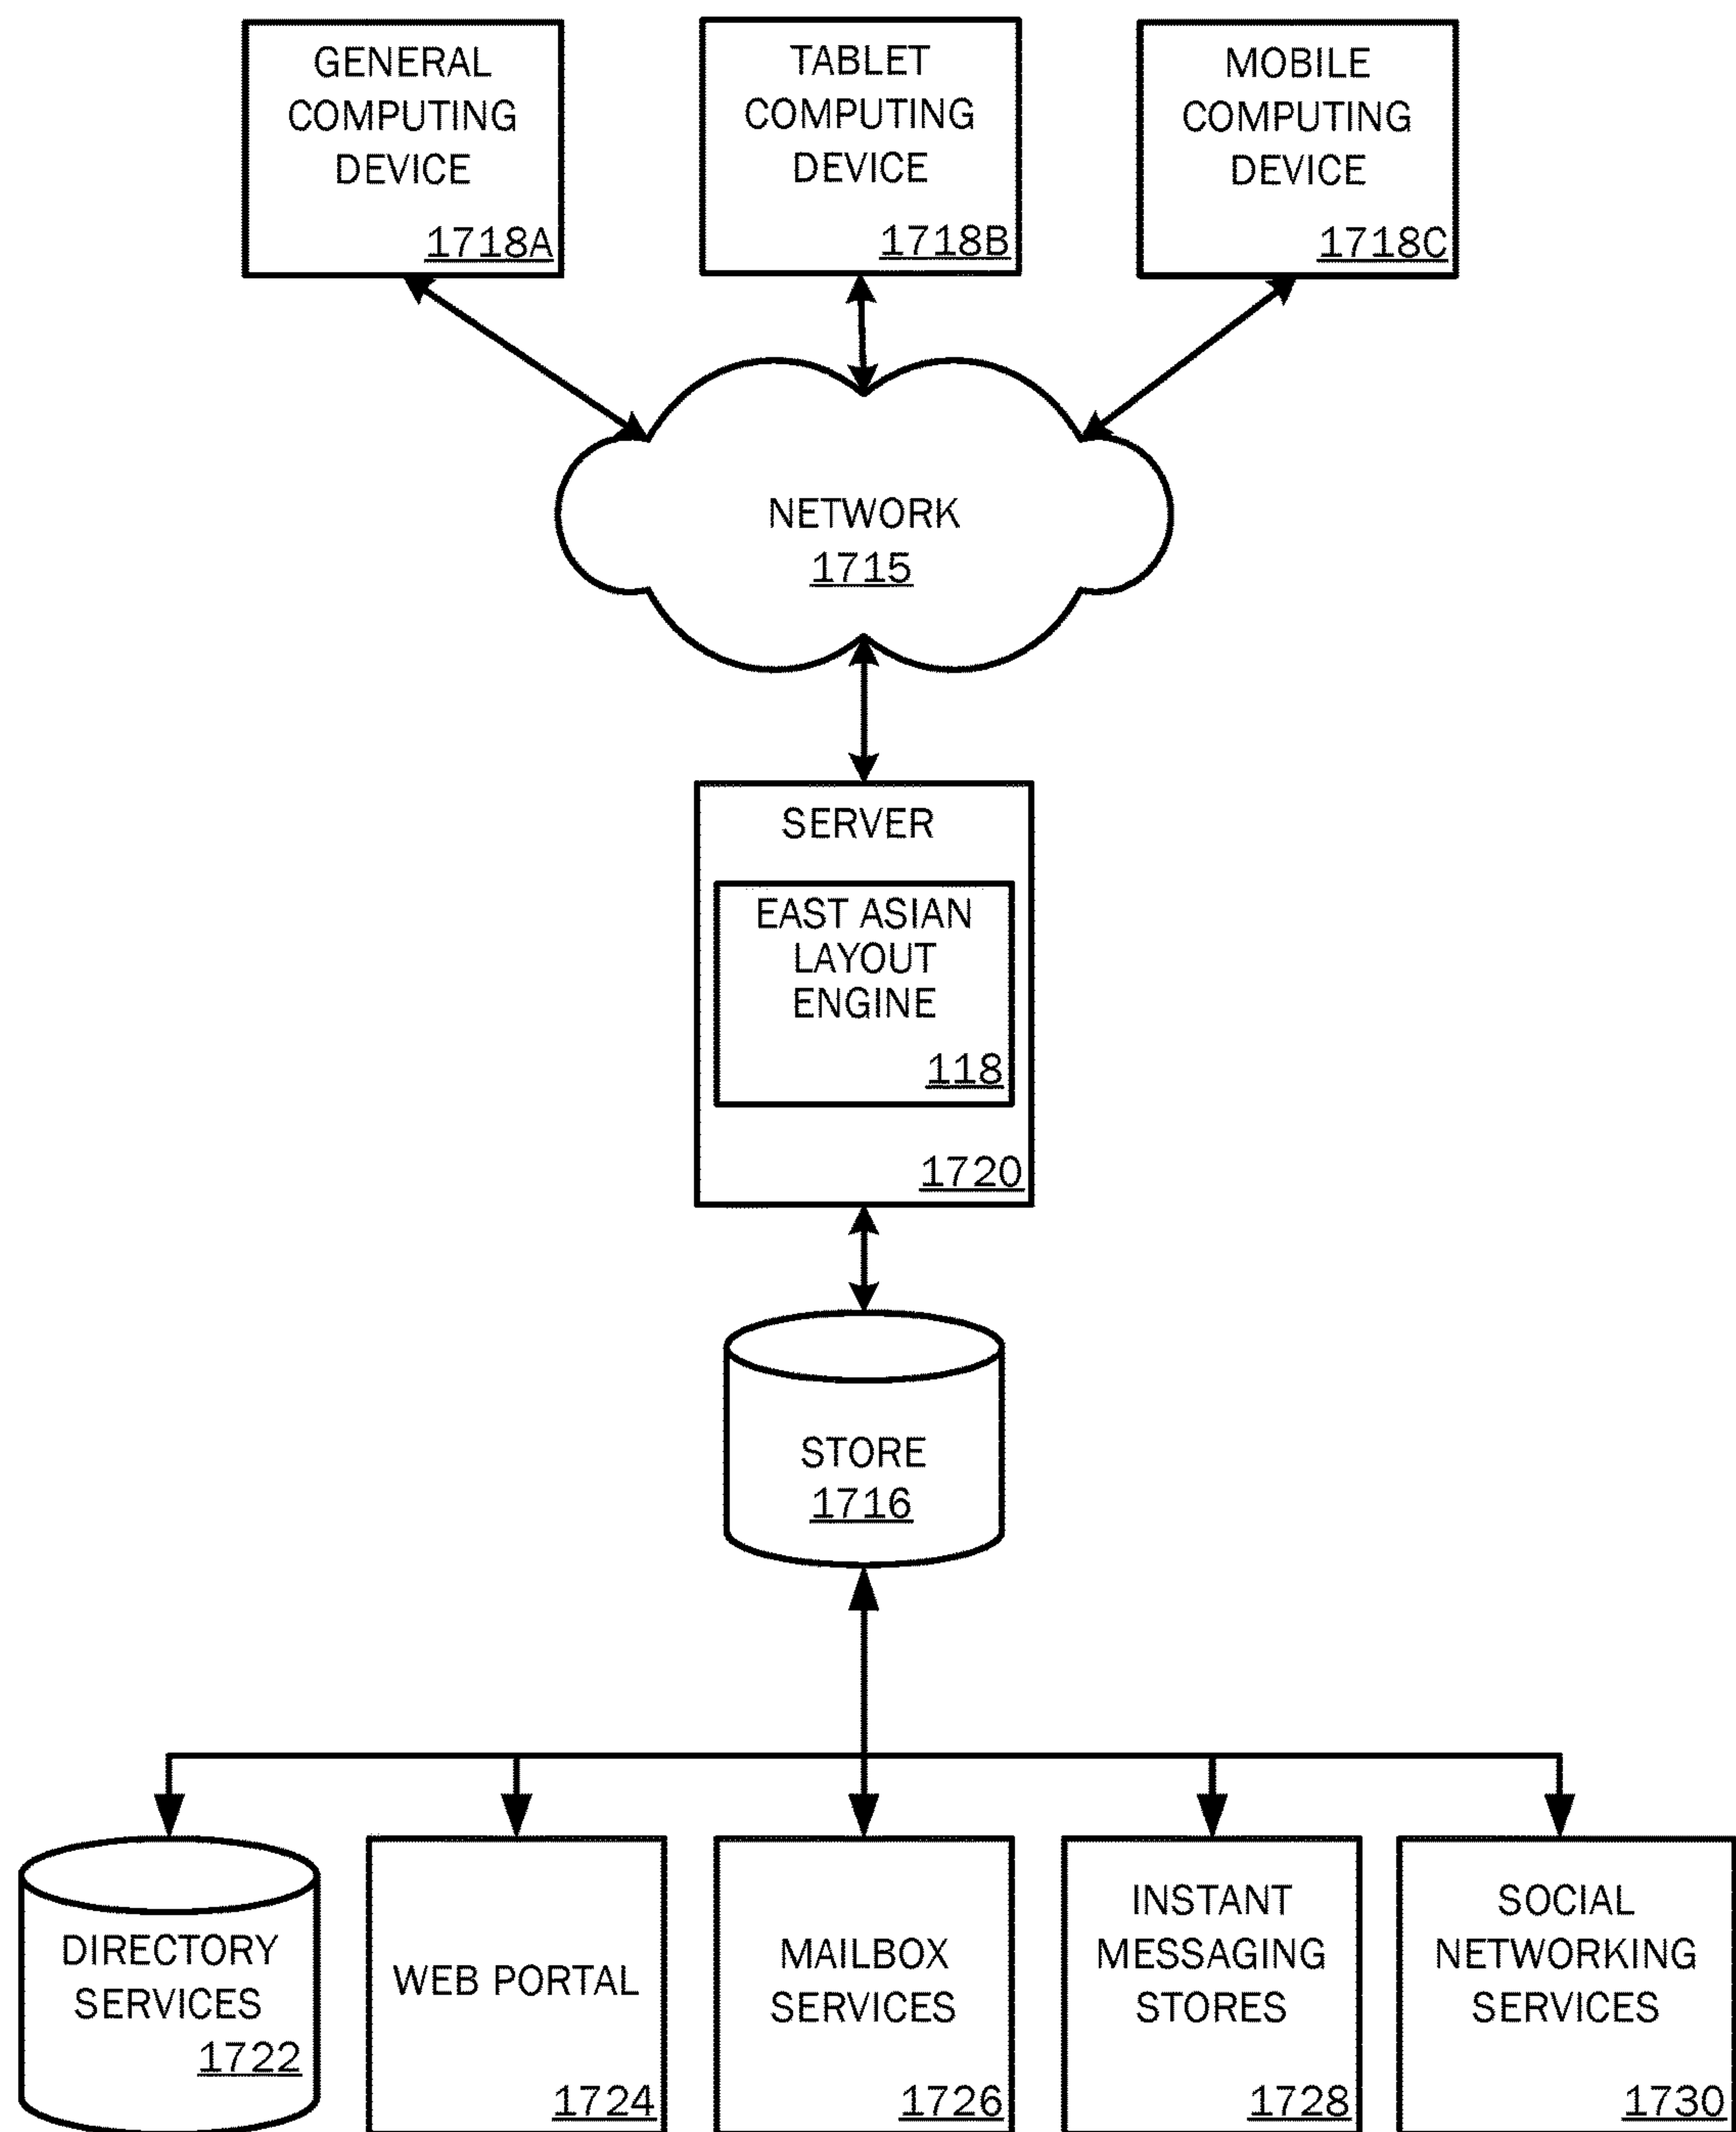 GENERAL
COMPUTING
DEVICE
1718A
TABLET
COMPUTING
DEVICE
1718B
MOBILE
COMPUTING
DEVICE
1718C
NETWORK
1715
SERVER
EAST ASIAN
LAYOUT
ENGINE
118
1720
STORE
1716
DIRECTORY
SERVICES
1722
WEB PORTAL
1724
MAILBOX
SERVICES
1726
INSTANT
MESSAGING
STORES
1728
SOCIAL
NETWORKING
SERVICES
1730